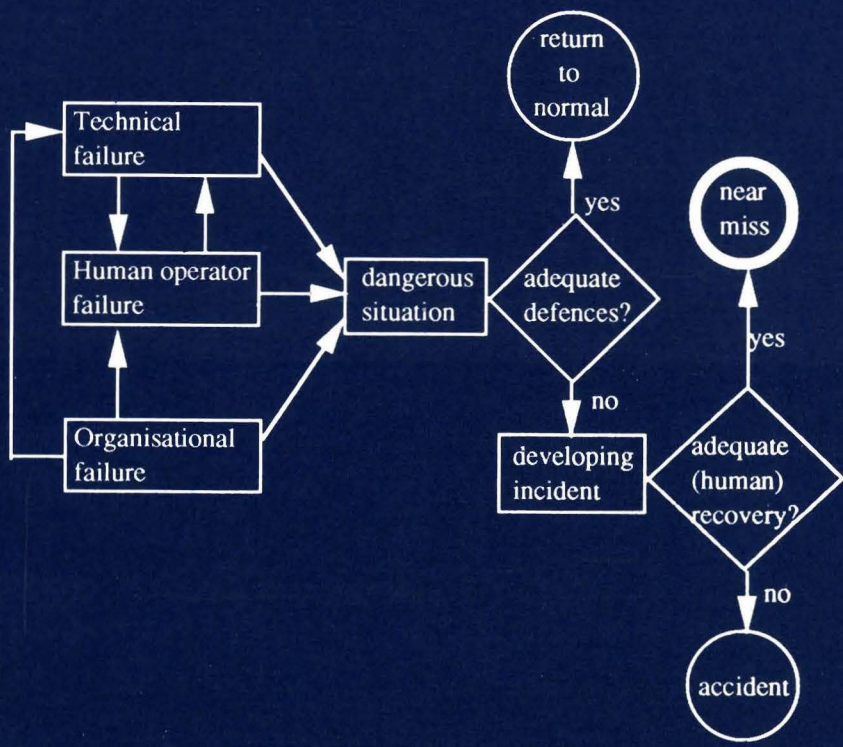 return
to
normal
Technical
failure
yes
near
miss
Human operator
failure
dangerous
situation
adequate
defences?
yes
no
Organisational
failure
developing
incident
adequate
(human)
recovery?
no
accident